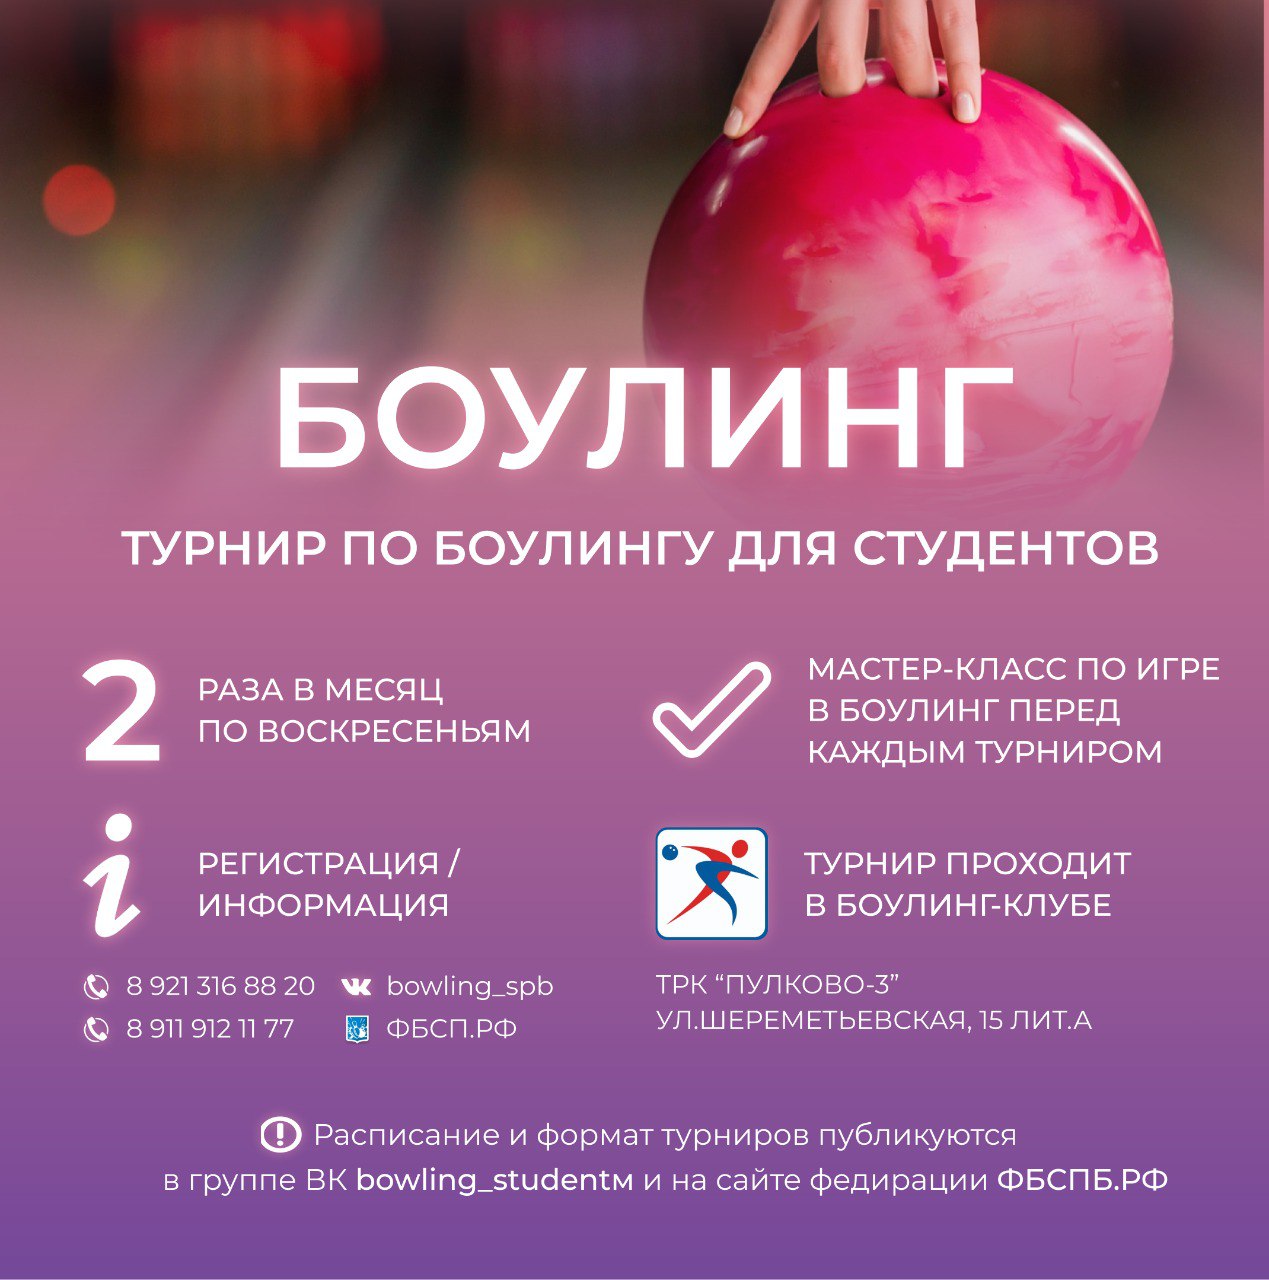 БОУЛИНГ
ТУРНИР ПО БОУЛИНГУ ДЛЯ СТУДЕНТОВ
2
РАЗА В МЕСЯЦ
ПО ВОСКРЕСЕНЬЯМ
МАСТЕР-КЛАСС ПО ИГРЕ
В БОУЛИНГ ПЕРЕД
КАЖДЫМ ТУРНИРОМ
i
РЕГИСТРАЦИЯ /
ИНФОРМАЦИЯ
8 921 316 88 20
bowling_spb
8 911 912 11 77
ФБСП.РФ
ТУРНИР ПРОХОДИТ
В БОУЛИНГ-КЛУБЕ
ТРК “ПУЛКОВО-3”
УЛ.ШЕРЕМЕТЬЕВСКАЯ, 15 ЛИТ.А
! Расписание и формат турниров публикуются
в группе ВК bowling_studentм и на сайте федирации ФБСПБ.РФ